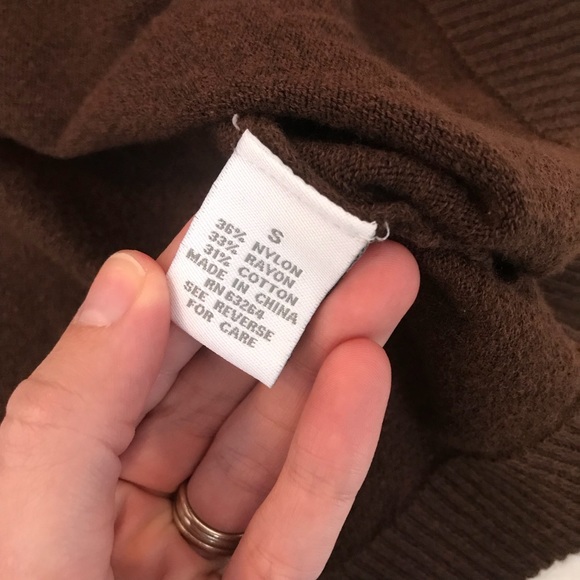 S
36% NYLON
33% RAYON
31% COTTON
MADE IN CHINA
RN 63264
SEE REVERSE
FOR CARE